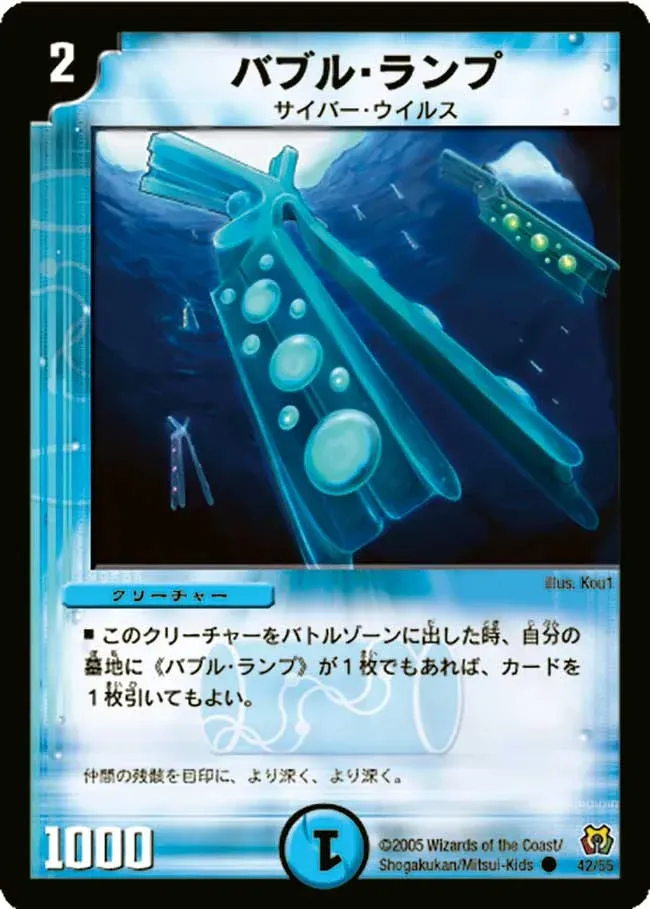 2
バブル・ランプ
サイバー・ウイルス
illus. Kou1
クリーチャー
■ このクリーチャーをバトルゾーンに出した時、自分の
墓地に《バブル・ランプ》が1枚でもあれば、カードを
1枚引いてもよい。
仲間の残骸を目印に、より深く、より深く。
1000
1
©2005 Wizards of the Coast/
Shogakukan/Mitsui-Kids
42/55